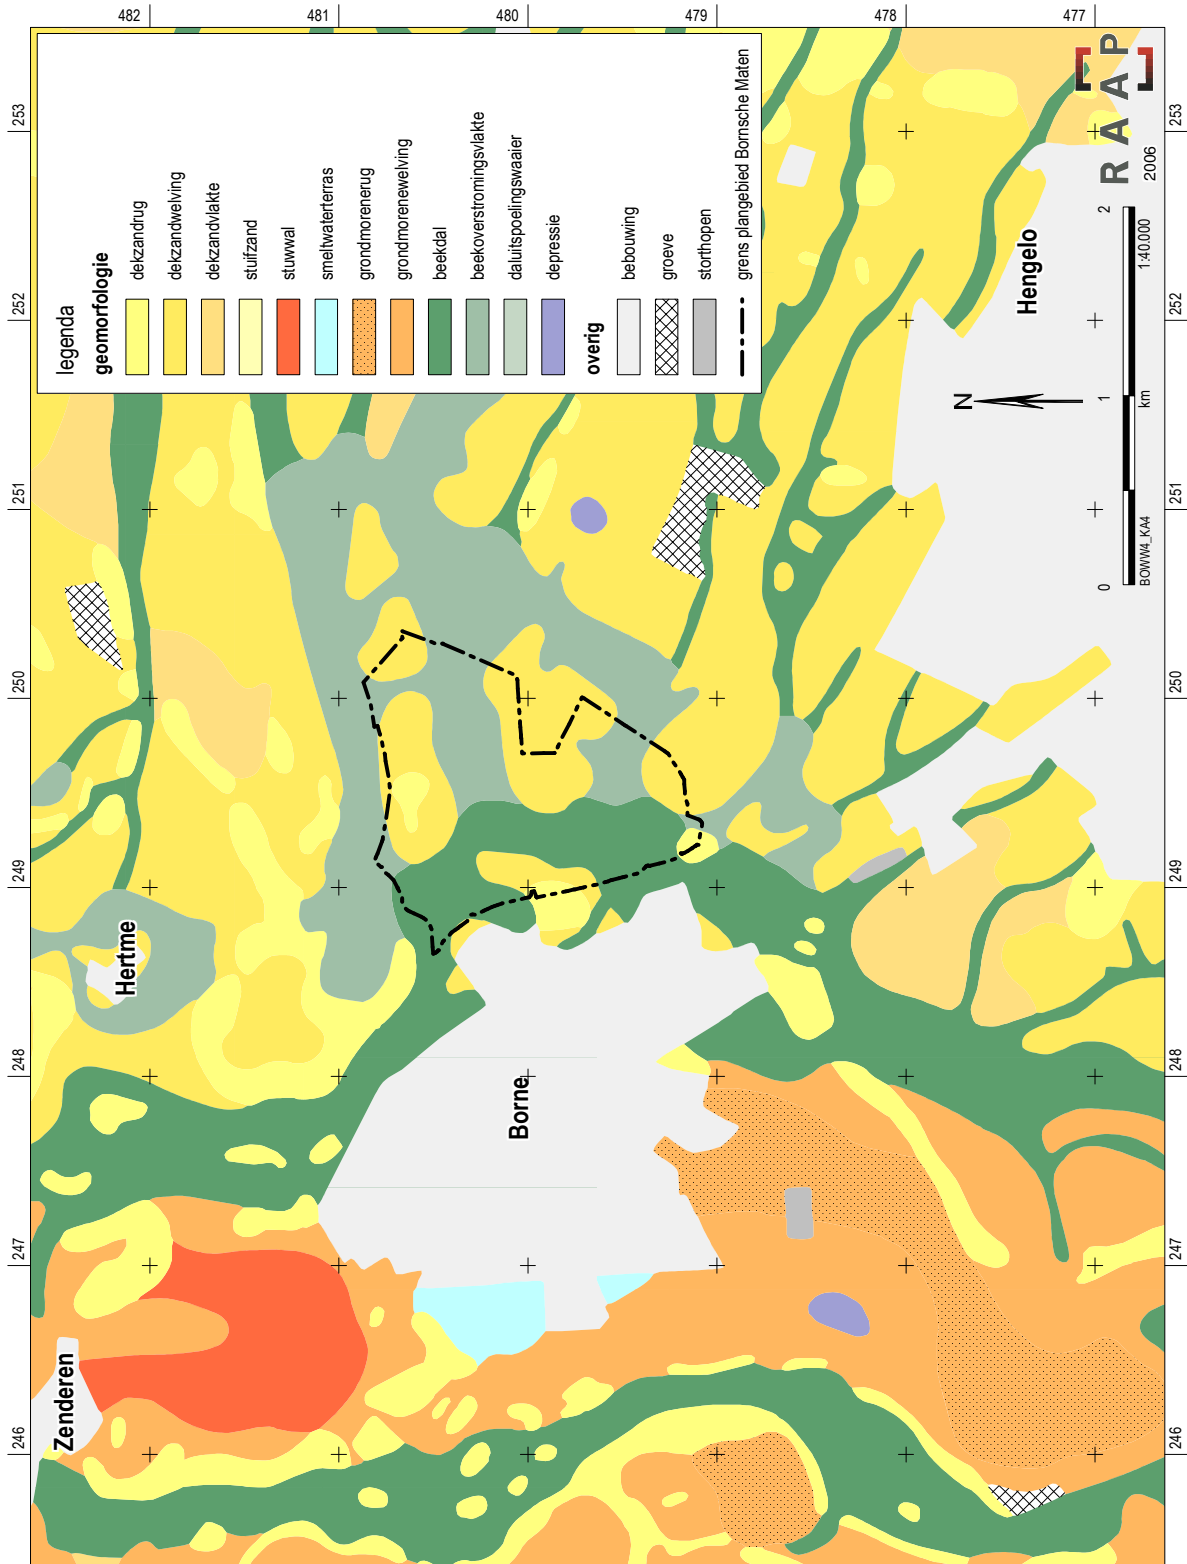 482
481
480
479
478
477
253
252
251
250
249
248
247
246
253
252
251
250
249
248
247
246
legenda
geomorfologie
dekzandrug
dekzandwelving
dekzandvlakte
stuifzand
stuwwal
smeltwaterterras
grondmorenerug
grondmorenewelving
beekdal
beekoverstromingsvlakte
daluitspoelingswaaier
depressie
overig
bebouwing
groeve
storthopen
grens plangebied Bornsche Maten
Zenderen
Hertme
Borne
Hengelo
N
0
1
2
km
1:40.000
BOWW4_KA4
RAAP
2006